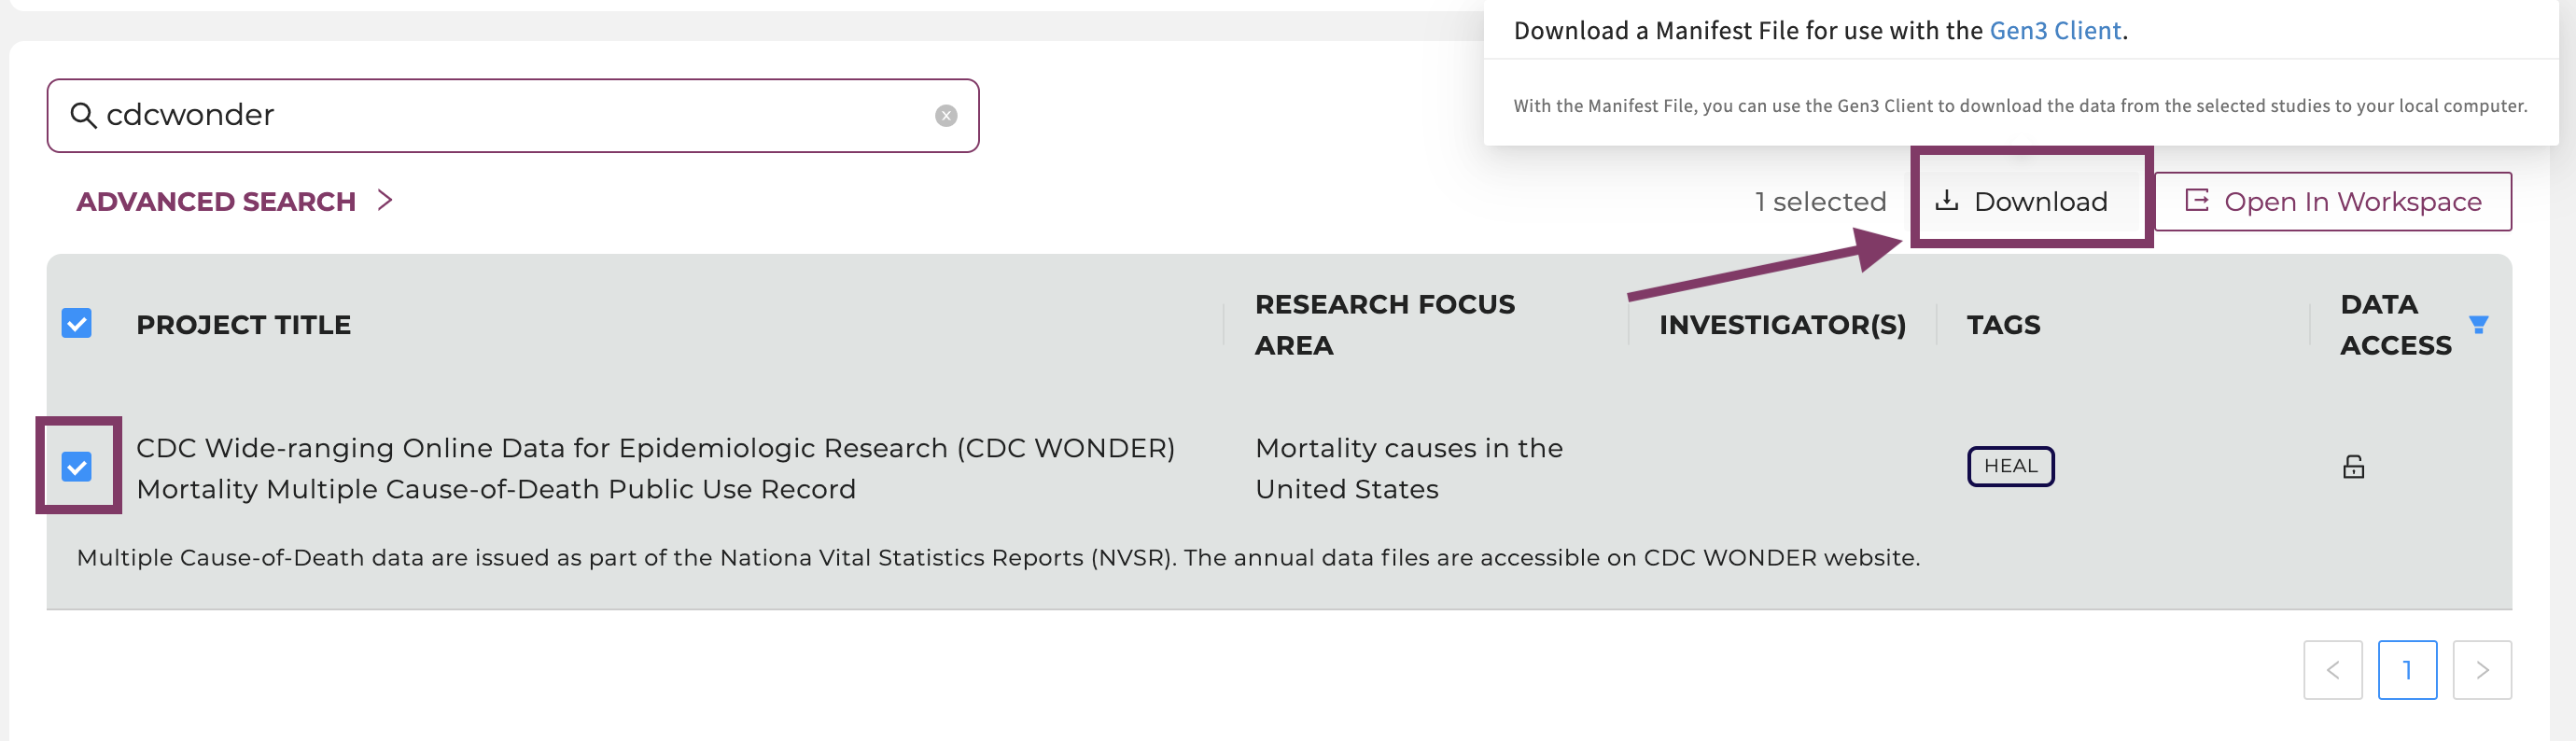 Download a Manifest File for use with the Gen3 Client.
With the Manifest File, you can use the Gen3 Client to download the data from the selected studies to your local computer.
cdcwonder
ADVANCED SEARCH
1 selected
Download
Open In Workspace
PROJECT TITLE
RESEARCH FOCUS
AREA
INVESTIGATOR(S)
TAGS
DATA
ACCESS
CDC Wide-ranging Online Data for Epidemiologic Research (CDC WONDER)
Mortality Multiple Cause-of-Death Public Use Record
Mortality causes in the
United States
HEAL
Multiple Cause-of-Death data are issued as part of the Nationa Vital Statistics Reports (NVSR). The annual data files are accessible on CDC WONDER website.
1